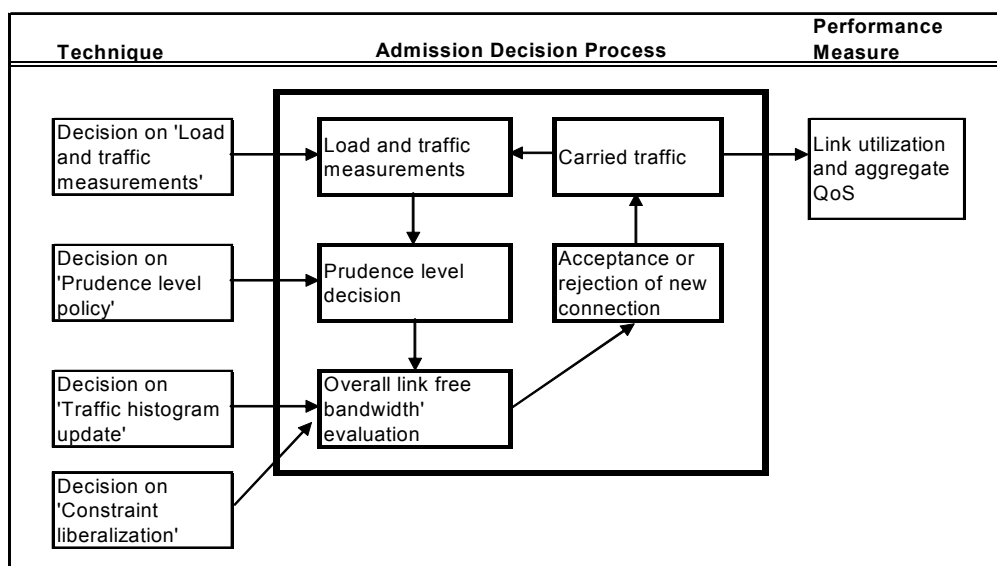 Technique
Admission Decision Process
Performance
Measure
Decision on 'Load
and traffic
measurements'
Load and traffic
measurements
Carried traffic
Link utilization
and aggregate
QoS
Decision on
'Prudence level
policy'
Prudence level
decision
Acceptance or
rejection of new
connection
Decision on
'Traffic histogram
update'
Overall link free
bandwidth'
evaluation
Decision on
'Constraint
liberalization'